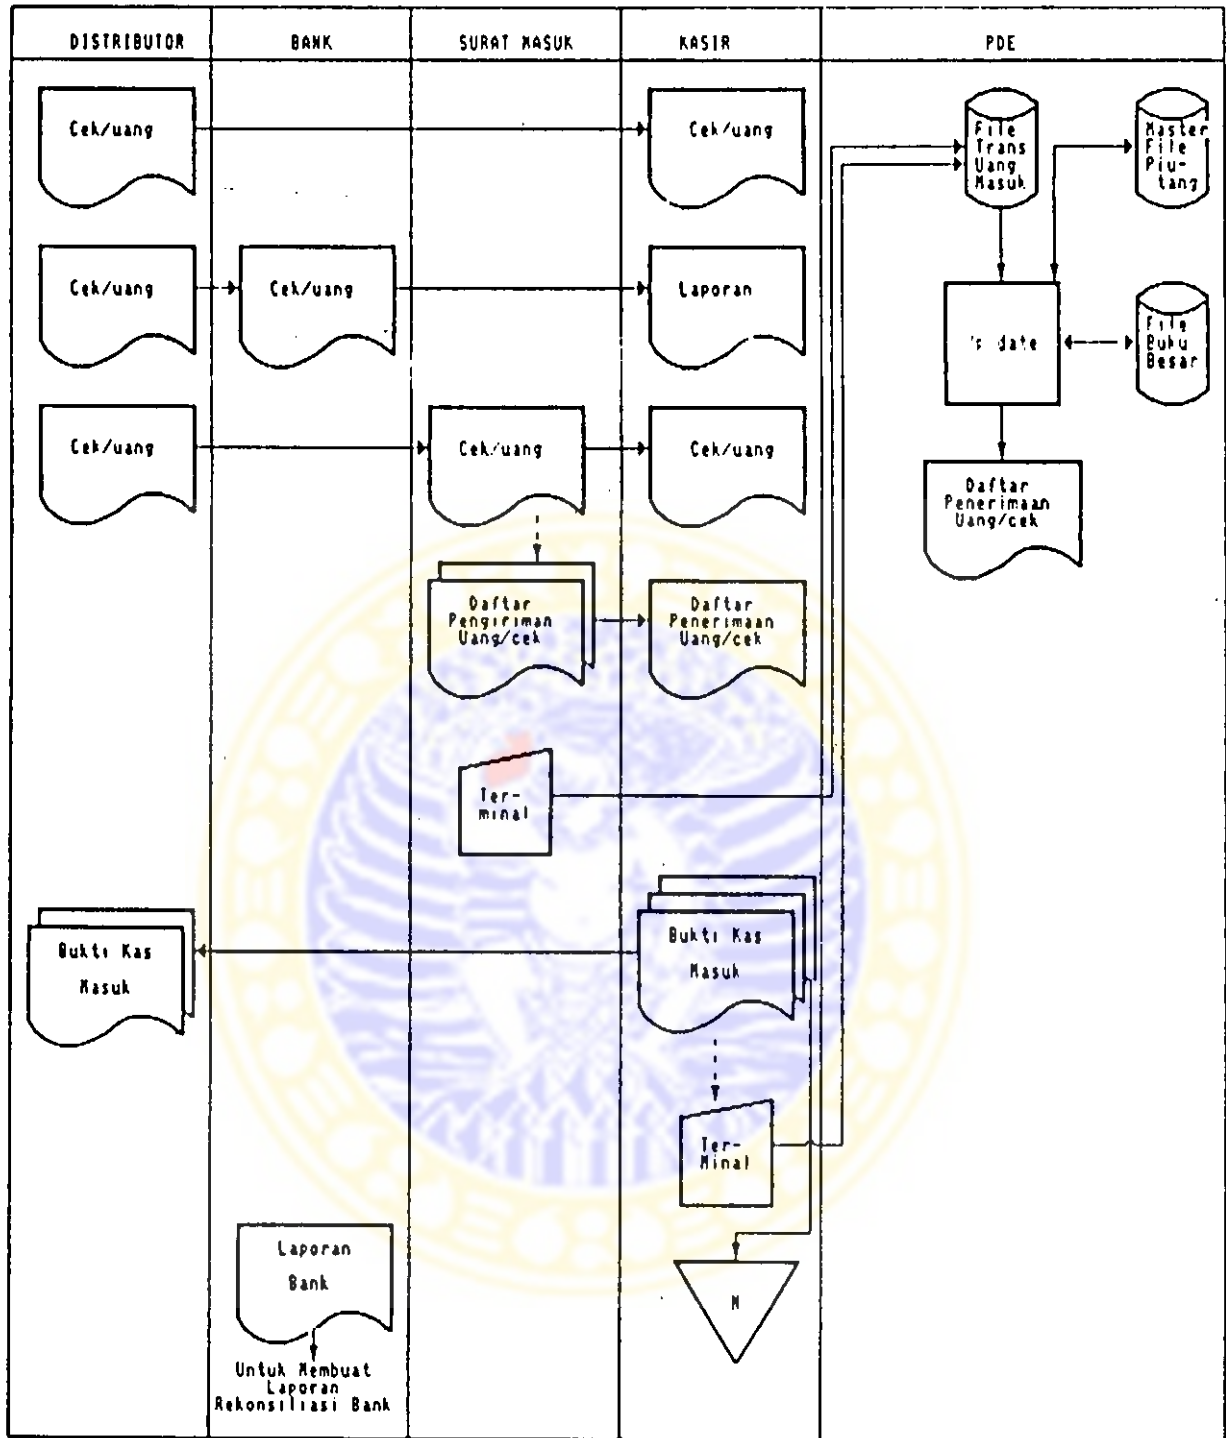 DISTRIBUTOR
BANK
SURAT MASUK
KASIR
PDE
Cek/uang
Cek/uang
File
Trans
Uang
Masuk
Master
File
Piu-
tang
Cek/uang
Cek/uang
Laporan
date
File
Buku
Besar
Cek/uang
Cek/uang
Cek/uang
Daftar
Penerimaan
Uang/cek
Daftar
Pengiriman
Uang/cek
Daftar
Penerimaan
Uang/cek
Ter-
minal
Bukti Kas
Masuk
Bukti Kas
Masuk
Ter-
Minal
Laporan
Bank
Untuk Membuat
Laporan
Rekonsiliasi Bank